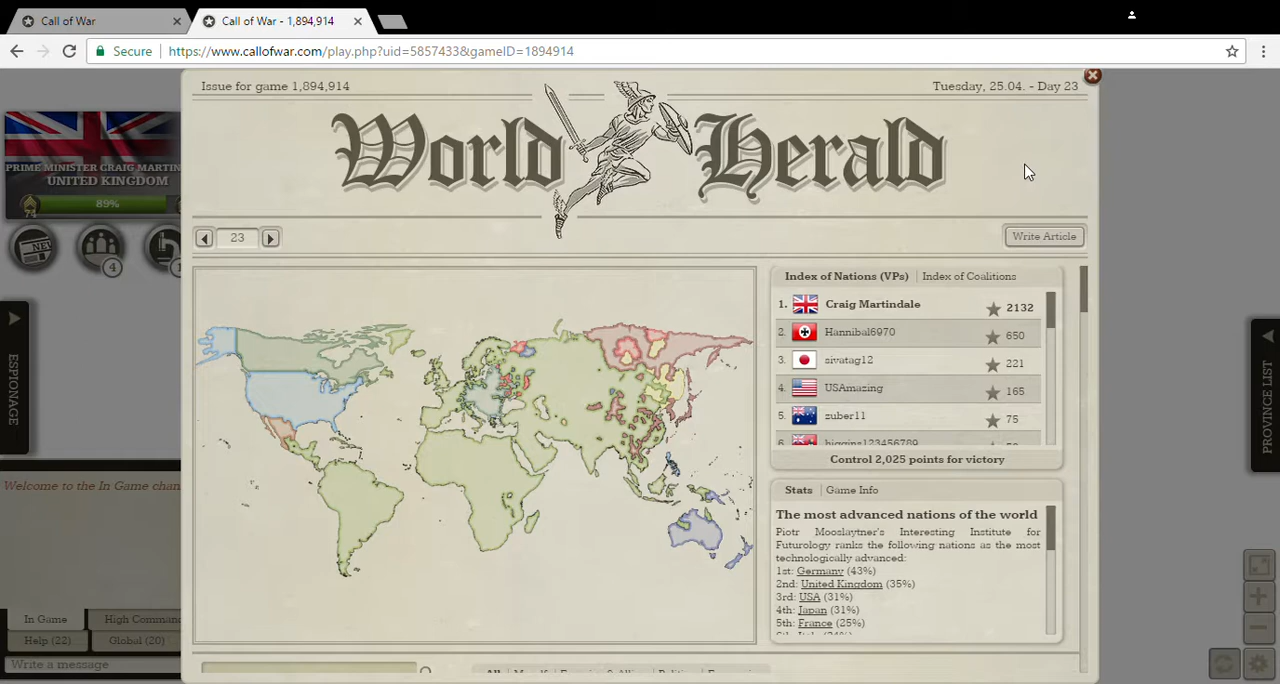 Call of War
Call of War - 1,894,914
Secure
https://www.callofwar.com/play.php?uid=5857433&gameID=1894914
Issue for game 1,894,914
Tuesday, 25.04. - Day 23
World Herald
PRIME MINISTER CRAIG MARTIN
UNITED KINGDOM
89%
74
4
23
Write Article
Index of Nations (VPs) | Index of Coalitions
1. Craig Martindale 2132
2. Hannibal6970 650
3. sivatag12 221
4. USAmazing 165
5. zuber11 75
6. higgins123456789
Control 2,025 points for victory
Stats | Game Info
The most advanced nations of the world
Piotr Mooslaytner's Interesting Institute for
Futurology ranks the following nations as the most
technologically advanced:
1st: Germany (43%)
2nd: United Kingdom (35%)
3rd: USA (31%)
4th: Japan (31%)
5th: France (25%)
ESPIONAGE
PROVINCE LIST
Welcome to the In Game chan
In Game
High Command
Help (22)
Global (20)
Write a message
All